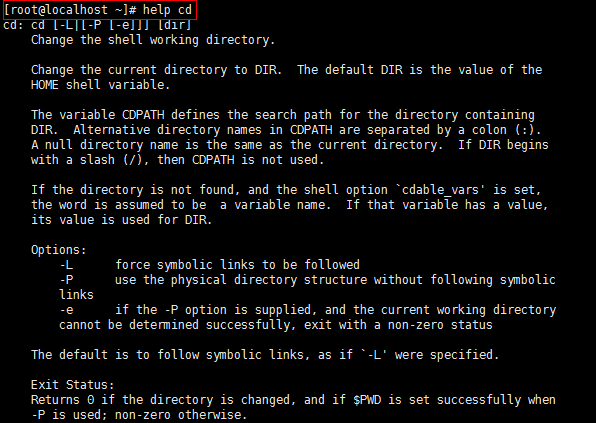 [root@localhost ~]# help cd
cd: cd [-L|[-P [-e]]] [dir]
    Change the shell working directory.

    Change the current directory to DIR.  The default DIR is the value of the
    HOME shell variable.

    The variable CDPATH defines the search path for the directory containing
    DIR.  Alternative directory names in CDPATH are separated by a colon (:).
    A null directory name is the same as the current directory.  If DIR begins
    with a slash (/), then CDPATH is not used.

    If the directory is not found, and the shell option `cdable_vars' is set,
    the word is assumed to be  a variable name.  If that variable has a value,
    its value is used for DIR.

    Options:
        -L      force symbolic links to be followed
        -P      use the physical directory structure without following symbolic
        links
        -e      if the -P option is supplied, and the current working directory
        cannot be determined successfully, exit with a non-zero status

    The default is to follow symbolic links, as if `-L' were specified.

    Exit Status:
    Returns 0 if the directory is changed, and if $PWD is set successfully when
    -P is used; non-zero otherwise.